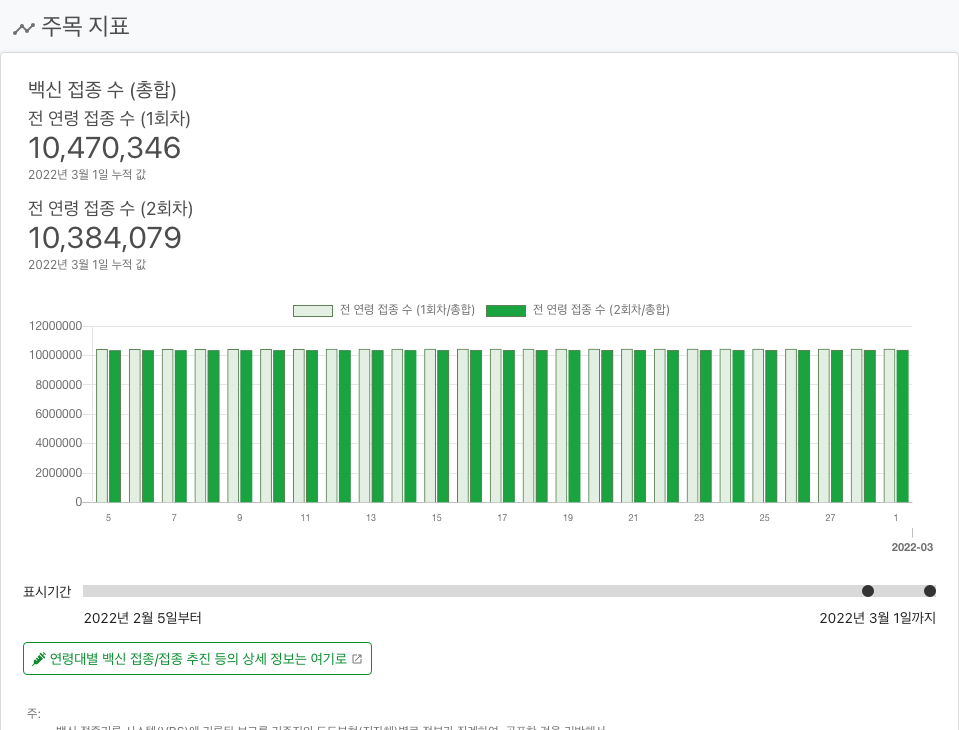 주목 지표
백신 접종 수 (총합)
전 연령 접종 수 (1회차)
10,470,346
2022년 3월 1일 누적 값
전 연령 접종 수 (2회차)
10,384,079
2022년 3월 1일 누적 값
전 연령 접종 수 (1회차/총합) 전 연령 접종 수 (2회차/총합)
12000000
10000000
8000000
6000000
4000000
2000000
0
5 7 9 11 13 15 17 19 21 23 25 27 1
2022-03
표시기간
2022년 2월 5일부터 2022년 3월 1일까지
연령대별 백신 접종/접종 추진 등의 상세 정보는 여기로
주: